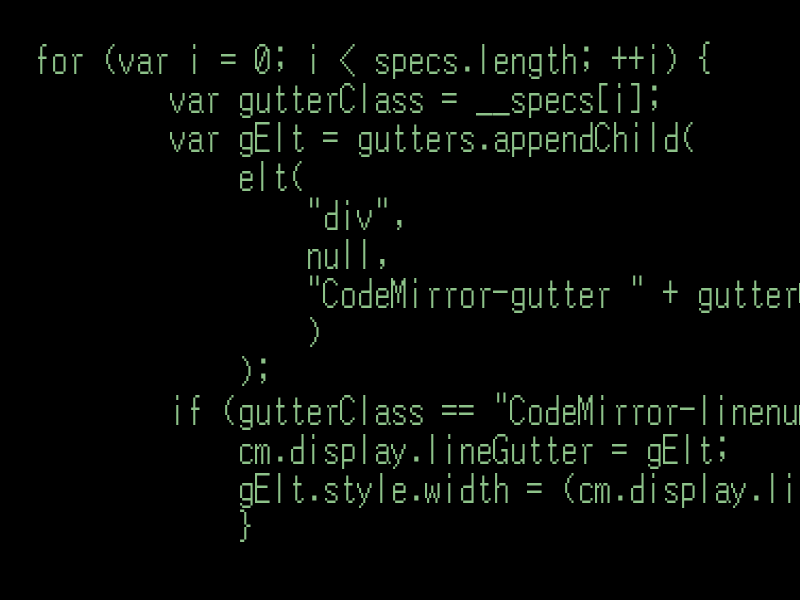 for (var i = 0; i < specs.length; ++i) {
var gutterClass = __specs[i];
var gElt = gutters.appendChild(
elt(
"div",
null,
"CodeMirror-gutter " + gutter
)
);
if (gutterClass == "CodeMirror-linenu
cm.display.lineGutter = gElt;
gElt.style.width = (cm.display.li
}